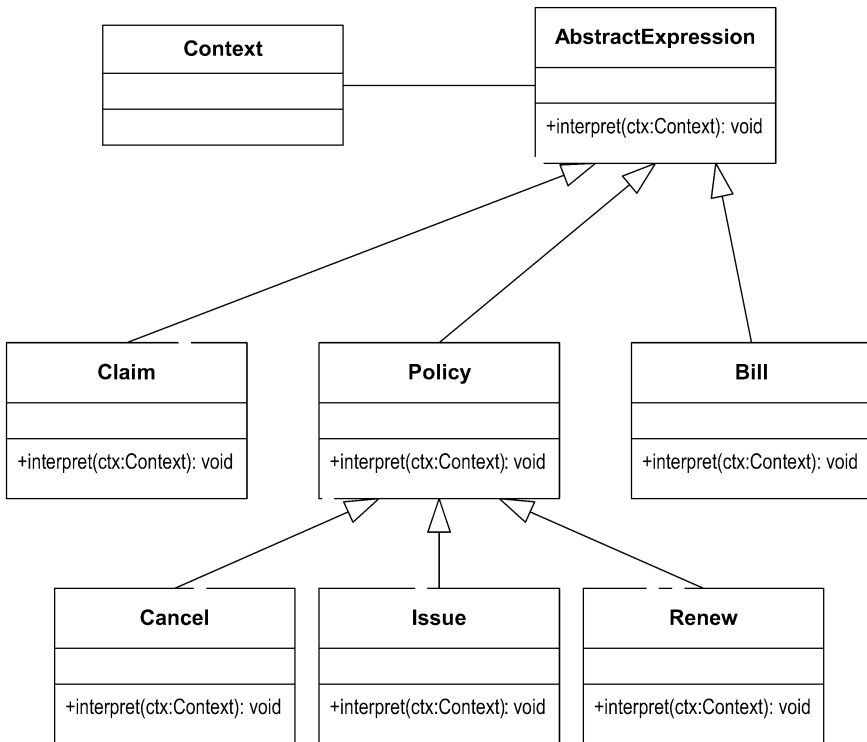 Context
AbstractExpression
+interpret(ctx:Context): void
Claim
Policy
Bill
+interpret(ctx:Context): void
+interpret(ctx:Context): void
+interpret(ctx:Context): void
Cancel
Issue
Renew
+interpret(ctx:Context): void
+interpret(ctx:Context): void
+interpret(ctx:Context): void